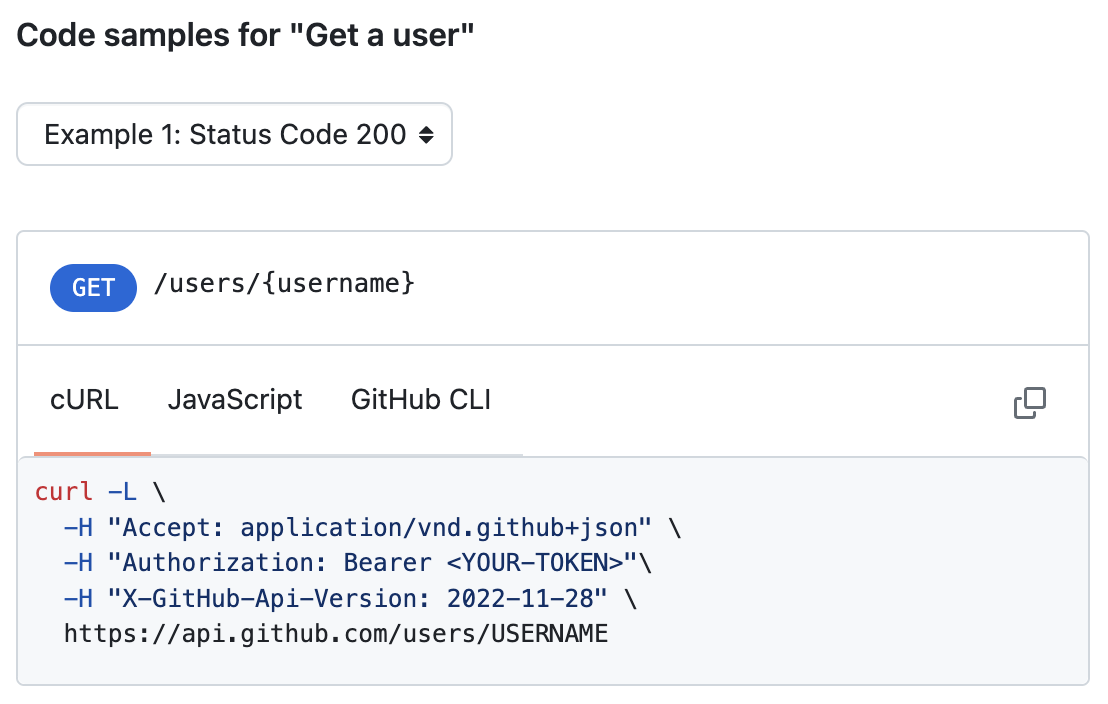 Code samples for "Get a user"
Example 1: Status Code 200
GET /users/{username}
cURL JavaScript GitHub CLI
curl -L \
  -H "Accept: application/vnd.github+json" \
  -H "Authorization: Bearer <YOUR-TOKEN>"\
  -H "X-GitHub-Api-Version: 2022-11-28" \
  https://api.github.com/users/USERNAME